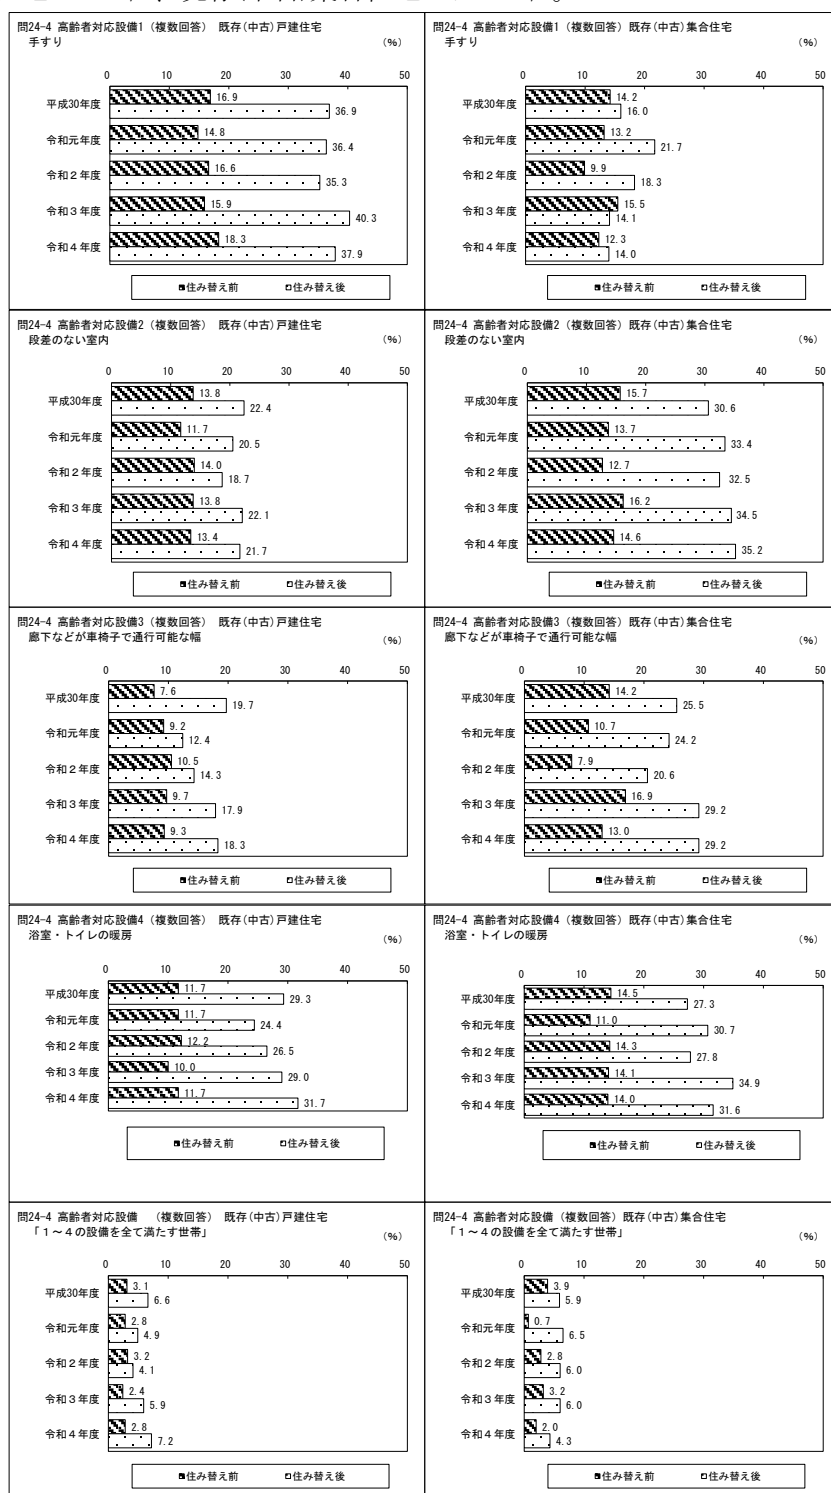 問24-4 高齢者対応設備1（複数回答） 既存(中古)戸建住宅
手すり
(%)
0 10 20 30 40 50
平成30年度 16.9 36.9
令和元年度 14.8 36.4
令和２年度 16.6 35.3
令和３年度 15.9 40.3
令和４年度 18.3 37.9
住み替え前 住み替え後
問24-4 高齢者対応設備1（複数回答）既存(中古)集合住宅
手すり
(%)
0 10 20 30 40 50
平成30年度 14.2 16.0
令和元年度 13.2 21.7
令和２年度 9.9 18.3
令和３年度 15.5 14.1
令和４年度 12.3 14.0
住み替え前 住み替え後
問24-4 高齢者対応設備2（複数回答） 既存(中古)戸建住宅
段差のない室内
(%)
0 10 20 30 40 50
平成30年度 13.8 22.4
令和元年度 11.7 20.5
令和２年度 14.0 18.7
令和３年度 13.8 22.1
令和４年度 13.4 21.7
住み替え前 住み替え後
問24-4 高齢者対応設備2（複数回答）既存(中古)集合住宅
段差のない室内
(%)
0 10 20 30 40 50
平成30年度 15.7 30.6
令和元年度 13.7 33.4
令和２年度 12.7 32.5
令和３年度 16.2 34.5
令和４年度 14.6 35.2
住み替え前 住み替え後
問24-4 高齢者対応設備3（複数回答） 既存(中古)戸建住宅
廊下などが車椅子で通行可能な幅
(%)
0 10 20 30 40 50
平成30年度 7.6 19.7
令和元年度 9.2 12.4
令和２年度 10.5 14.3
令和３年度 9.7 17.9
令和４年度 9.3 18.3
住み替え前 住み替え後
問24-4 高齢者対応設備3（複数回答）既存(中古)集合住宅
廊下などが車椅子で通行可能な幅
(%)
0 10 20 30 40 50
平成30年度 14.2 25.5
令和元年度 10.7 24.2
令和２年度 7.9 20.6
令和３年度 16.9 29.2
令和４年度 13.0 29.2
住み替え前 住み替え後
問24-4 高齢者対応設備4（複数回答） 既存(中古)戸建住宅
浴室・トイレの暖房
(%)
0 10 20 30 40 50
平成30年度 11.7 29.3
令和元年度 11.7 24.4
令和２年度 12.2 26.5
令和３年度 10.0 29.0
令和４年度 11.7 31.7
住み替え前 住み替え後
問24-4 高齢者対応設備4（複数回答）既存(中古)集合住宅
浴室・トイレの暖房
(%)
0 10 20 30 40 50
平成30年度 14.5 27.3
令和元年度 11.0 30.7
令和２年度 14.3 27.8
令和３年度 14.1 34.9
令和４年度 14.0 31.6
住み替え前 住み替え後
問24-4 高齢者対応設備 （複数回答） 既存(中古)戸建住宅
「１～４の設備を全て満たす世帯」
(%)
0 10 20 30 40 50
平成30年度 3.1 6.6
令和元年度 2.8 4.9
令和２年度 3.2 4.1
令和３年度 2.4 5.9
令和４年度 2.8 7.2
住み替え前 住み替え後
問24-4 高齢者対応設備（複数回答）既存(中古)集合住宅
「１～４の設備を全て満たす世帯」
(%)
0 10 20 30 40 50
平成30年度 3.9 5.9
令和元年度 0.7 6.5
令和２年度 2.8 6.0
令和３年度 3.2 6.0
令和４年度 2.0 4.3
住み替え前 住み替え後